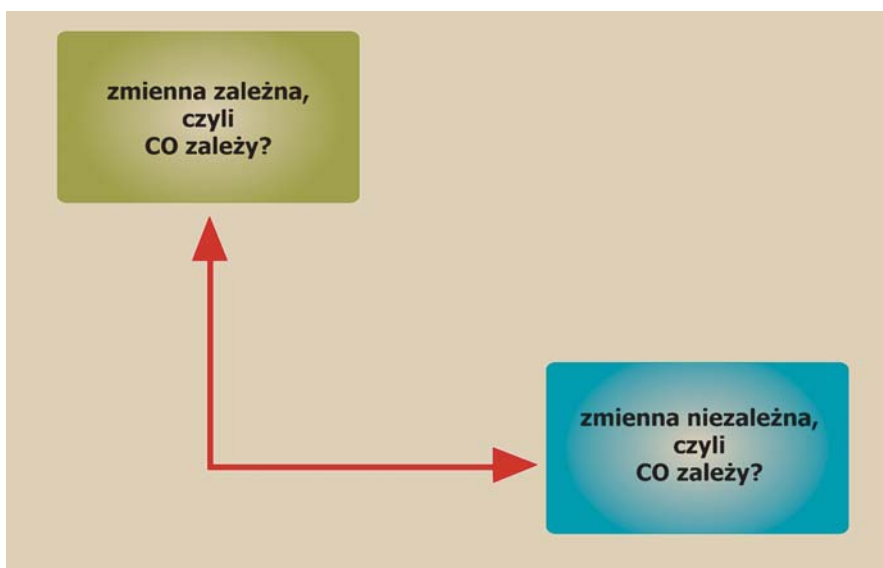 zmienna zależna,
czyli
CO zależy?
zmienna niezależna,
czyli
CO zależy?